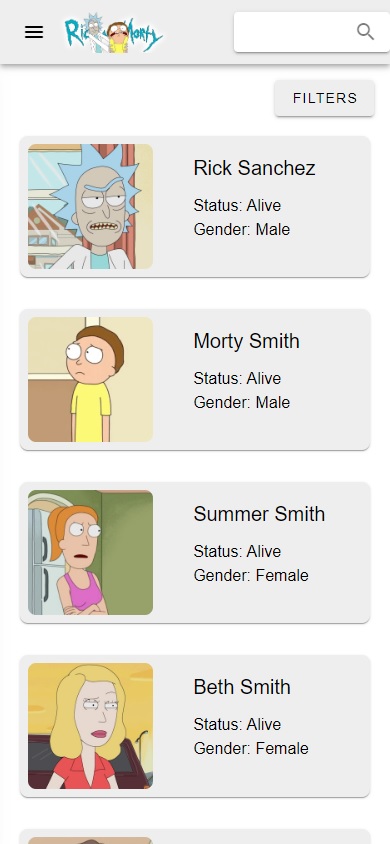 Rick and Morty
FILTERS
Rick Sanchez
Status: Alive
Gender: Male
Morty Smith
Status: Alive
Gender: Male
Summer Smith
Status: Alive
Gender: Female
Beth Smith
Status: Alive
Gender: Female